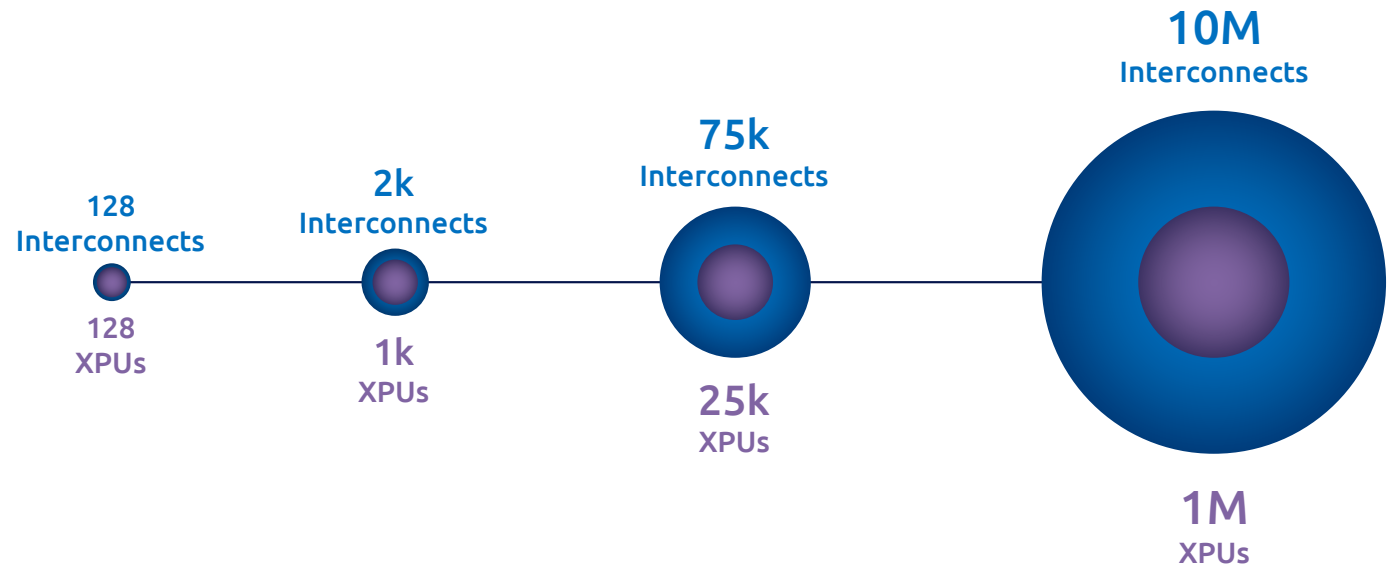 128
Interconnects
128
XPUs
2k
Interconnects
1k
XPUs
75k
Interconnects
25k
XPUs
10M
Interconnects
1M
XPUs